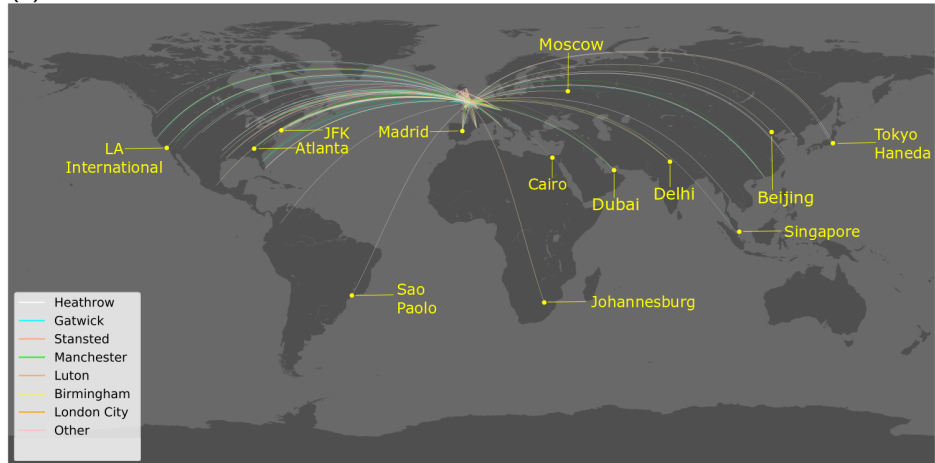 Moscow
JFK
Atlanta
Madrid
LA
International
Tokyo
Haneda
Cairo
Dubai
Delhi
Beijing
Singapore
Sao
Paolo
Johannesburg
Heathrow
Gatwick
Stansted
Manchester
Luton
Birmingham
London City
Other